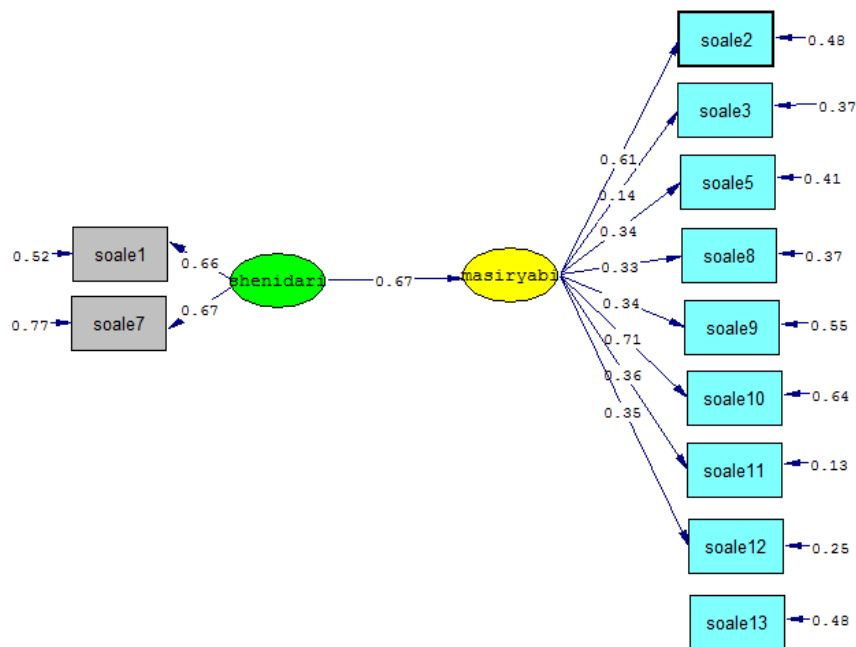 soale2
0.48
soale3
0.37
0.61
soale5
0.41
0.14
0.34
soale1
0.52
0.66
shenidari
0.67
masiryabi
0.33
soale8
0.37
soale7
0.77
0.67
0.34
soale9
0.55
0.71
0.36
soale10
0.64
0.35
soale11
0.13
soale12
0.25
soale13
0.48